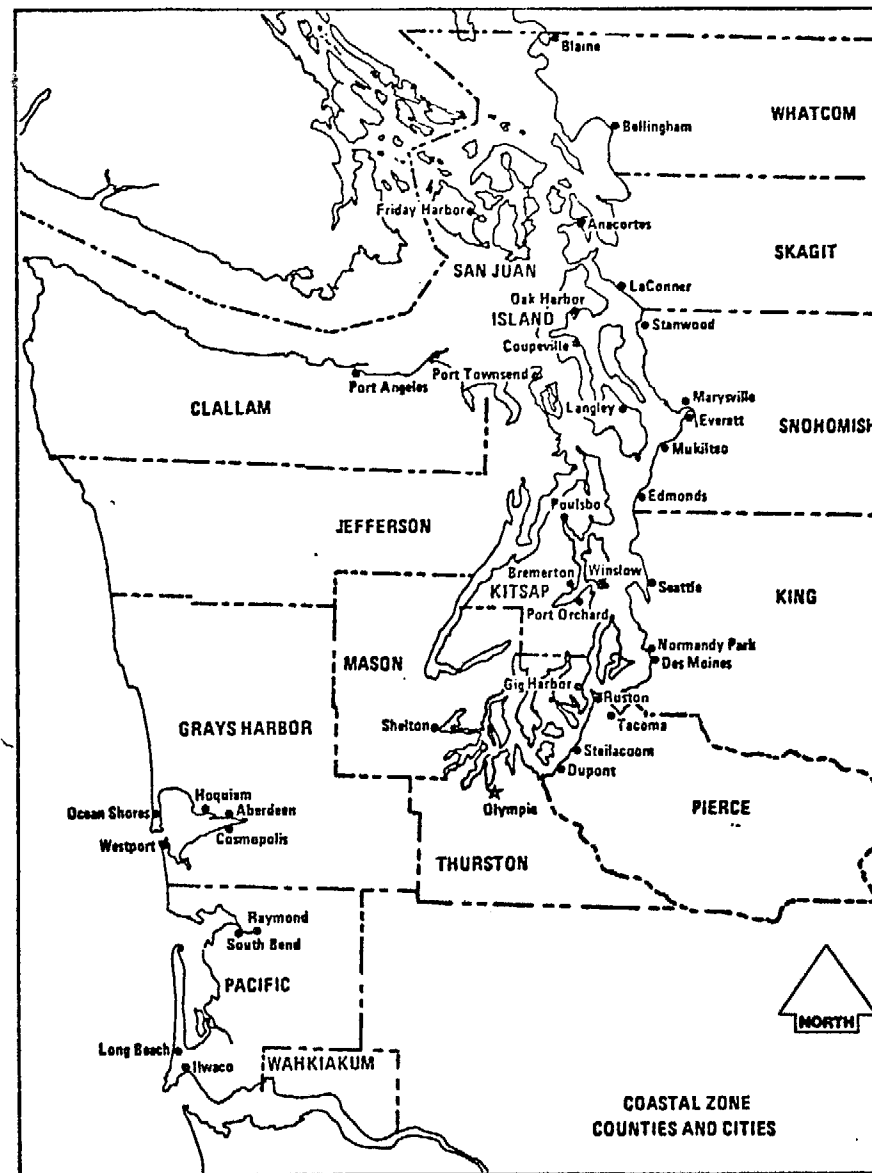 Blaine
WHATCOM
Bellingham
Friday Harbor
Anacortes
SKAGIT
SAN JUAN
LaConner
Oak Harbor
ISLAND
Stanwood
Coupeville
Port Angeles
Port Townsend
CLALLAM
Langley
Marysville
Everett
SNOHOMISH
Mukiltso
Edmonds
Poulsbo
JEFFERSON
Bremerton
Winslow
KITSAP
Seattle
KING
Port Orchard
Normandy Park
MASON
Des Moines
Gig Harbor
Ruston
GRAYS HARBOR
Shelton
Tacoma
Steilacoom
Dupont
Hoquiam
Olympia
PIERCE
Ocean Shores
Aberdeen
Westport
Cosmopolis
THURSTON
Raymond
South Bend
PACIFIC
NORTH
Long Beach
Ilwaco
WAHKIAKUM
COASTAL ZONE
COUNTIES AND CITIES